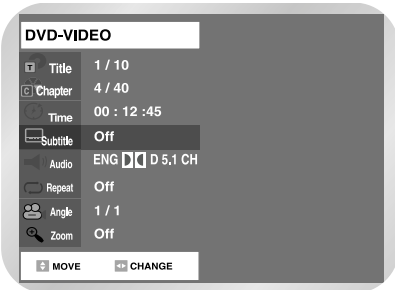 DVD-VIDEO
T Title 1 / 10
C Chapter 4 / 40
Time 00 : 12 :45
Subtitle Off
Audio ENG D 5.1 CH
Repeat Off
Angle 1 / 1
Zoom Off
MOVE CHANGE